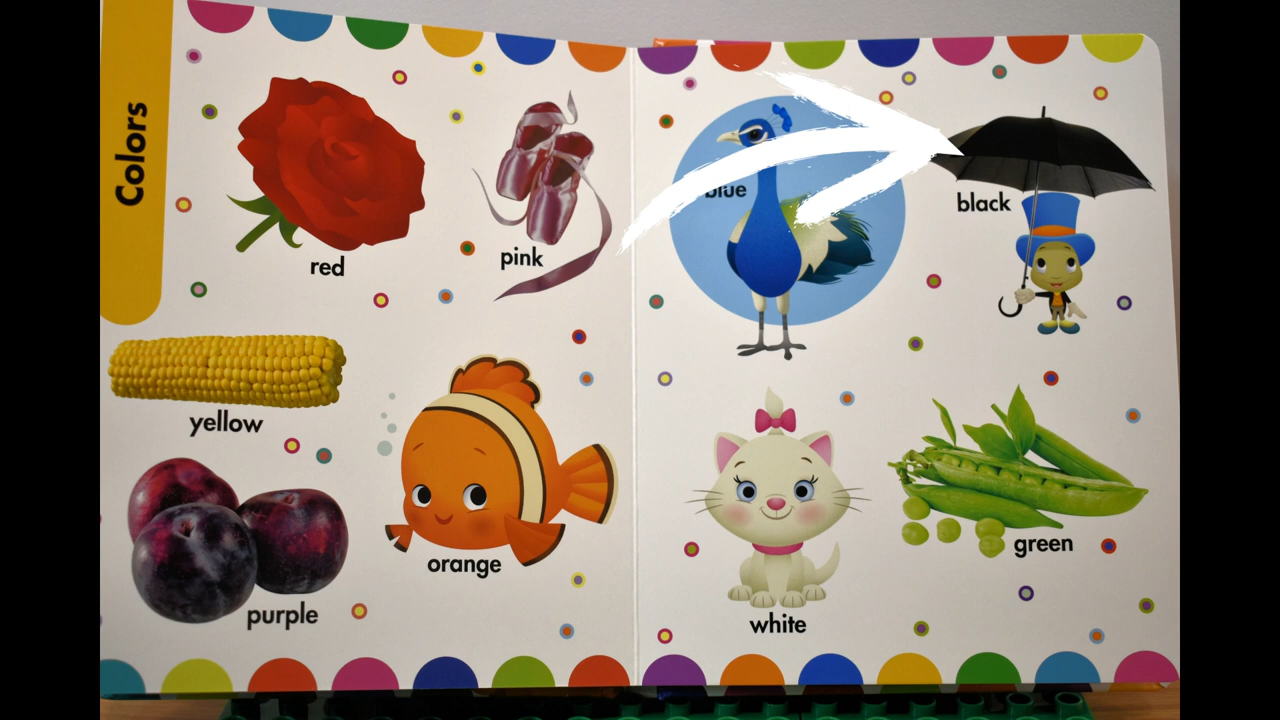 Colors
red
pink
yellow
orange
purple
blue
black
white
green